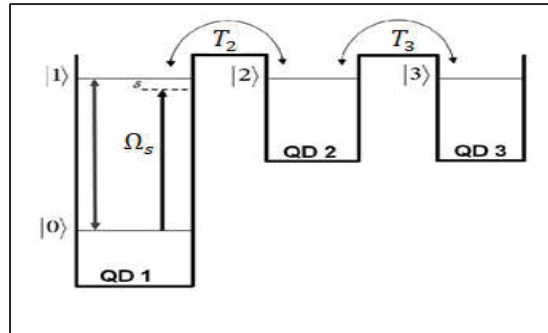 T₂ T₃
|1⟩ s |2⟩ |3⟩
Ωₛ
QD 2 QD 3
|0⟩
QD 1